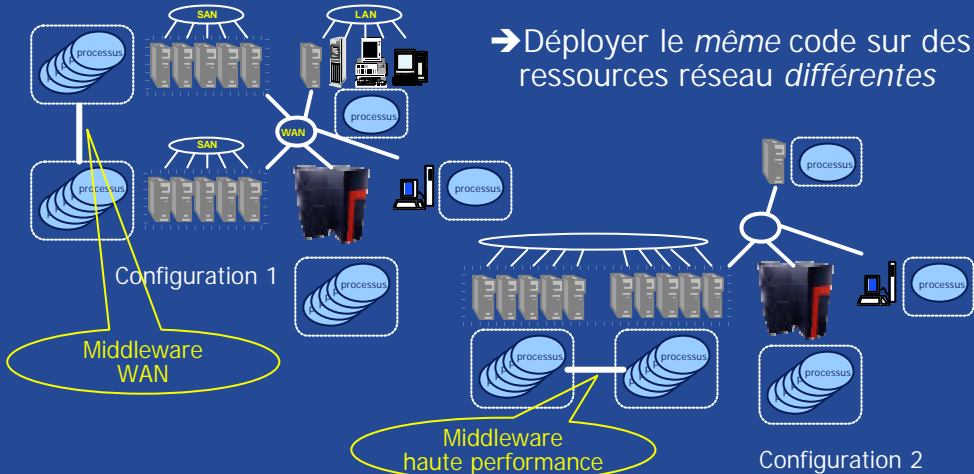 SAN
LAN
➔Déployer le même code sur des
ressources réseau différentes
processus
processus
WAN
SAN
processus
processus
processus
processus
Configuration 1
Middleware
WAN
processus
processus
Middleware
haute performance
Configuration 2